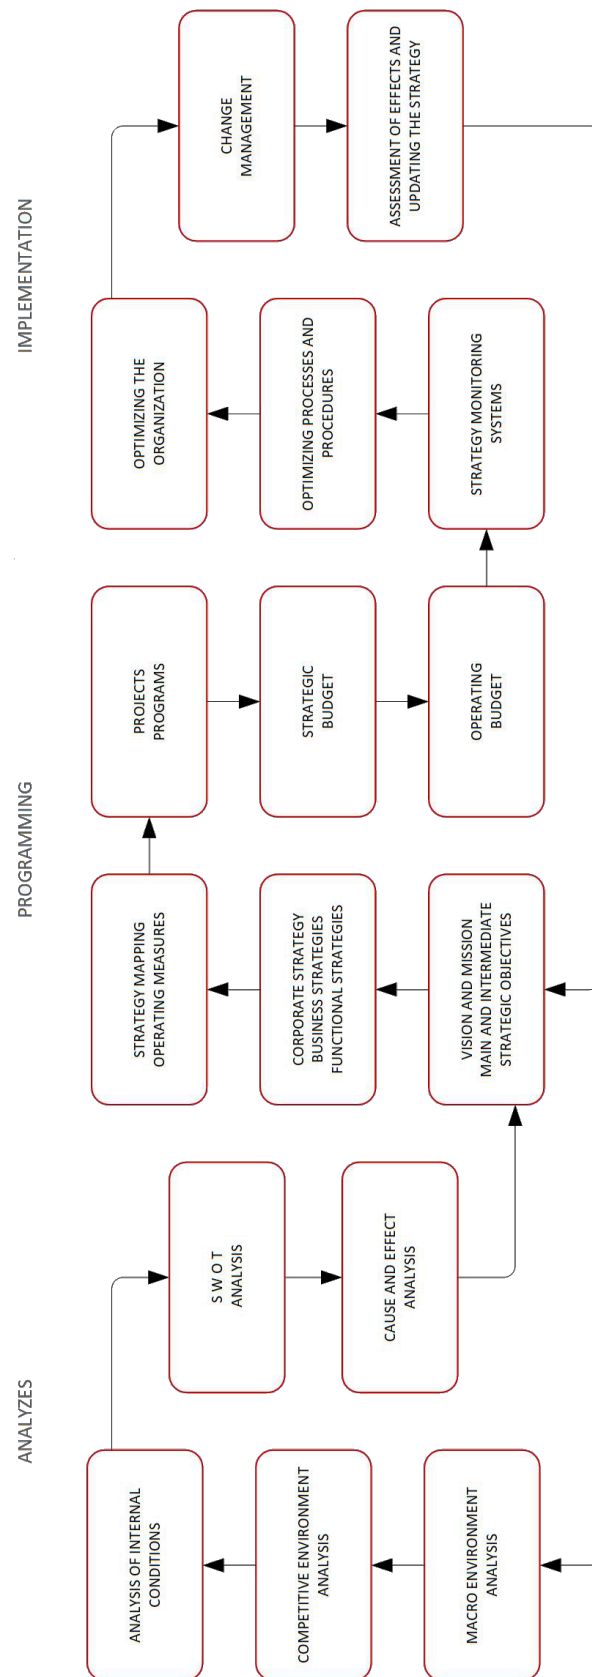 ANALYZES
PROGRAMMING
IMPLEMENTATION
ANALYSIS OF INTERNAL
CONDITIONS
COMPETITIVE ENVIRONMENT
ANALYSIS
MACRO ENVIRONMENT
ANALYSIS
S W O T
ANALYSIS
CAUSE AND EFFECT
ANALYSIS
STRATEGY MAPPING
OPERATING MEASURES
CORPORATE STRATEGY
BUSINESS STRATEGIES
FUNCTIONAL STRATEGIES
VISION AND MISSION
MAIN AND INTERMEDIATE
STRATEGIC OBJECTIVES
PROJECTS
PROGRAMS
STRATEGIC
BUDGET
OPERATING
BUDGET
OPTIMIZING THE
ORGANIZATION
OPTIMIZING PROCESSES AND
PROCEDURES
STRATEGY MONITORING
SYSTEMS
CHANGE
MANAGEMENT
ASSESSMENT OF EFFECTS AND
UPDATING THE STRATEGY